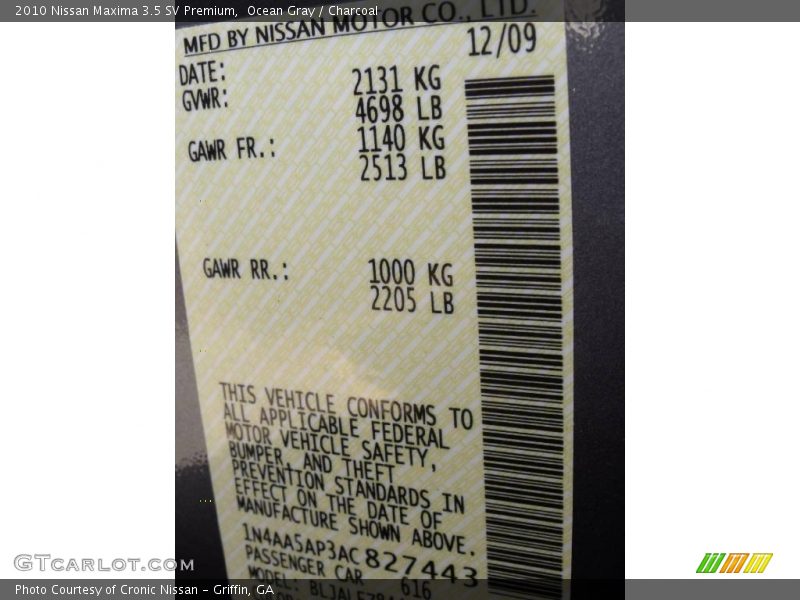 2010 Nissan Maxima 3.5 SV Premium,  Ocean Gray / Charcoal
MFD BY NISSAN MOTOR CO., LTD.
DATE: 12/09
GVWR: 2131 KG
4698 LB
GAWR FR.: 1140 KG
2513 LB
GAWR RR.: 1000 KG
2205 LB
THIS VEHICLE CONFORMS TO
ALL APPLICABLE FEDERAL
MOTOR VEHICLE SAFETY,
BUMPER, AND THEFT
PREVENTION STANDARDS IN
EFFECT ON THE DATE OF
MANUFACTURE SHOWN ABOVE.
1N4AA5AP3AC827443
PASSENGER CAR 616
MODEL:
GTCARLOT.COM
Photo Courtesy of Cronic Nissan – Griffin, GA